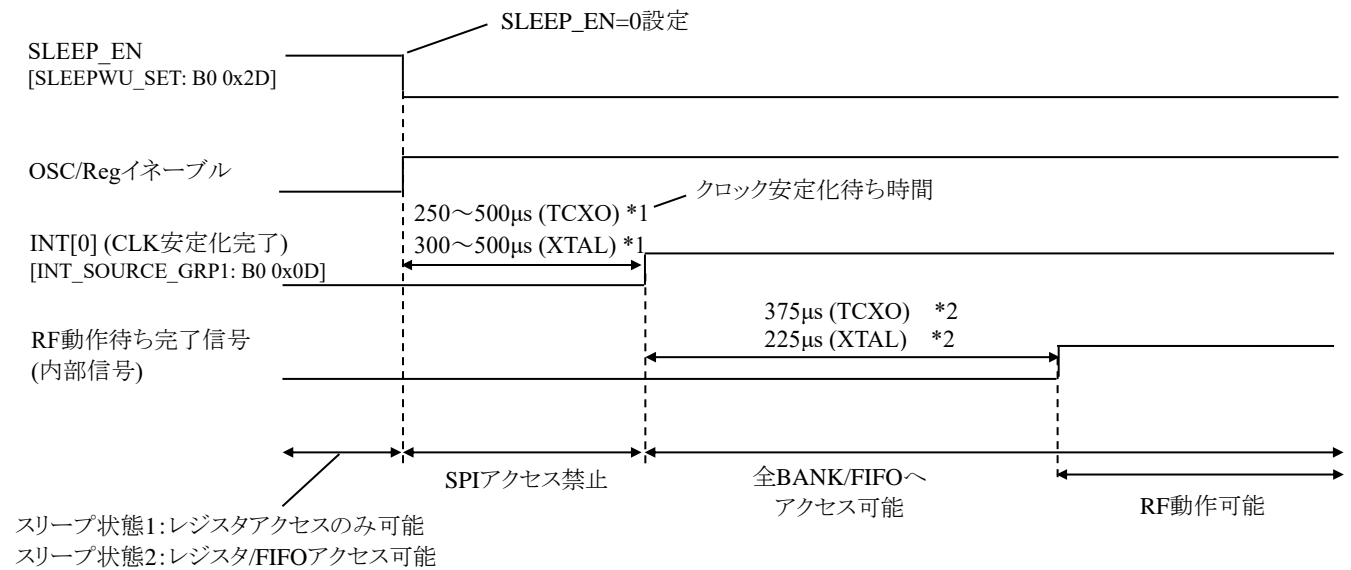 SLEEP_EN=0設定
SLEEP_EN
[SLEEPWU_SET: B0 0x2D]
OSC/Regイネーブル
クロック安定化待ち時間
250～500μs (TCXO) *1
INT[0] (CLK安定化完了)
300～500μs (XTAL) *1
[INT_SOURCE_GRP1: B0 0x0D]
375μs (TCXO) *2
RF動作待ち完了信号
225μs (XTAL) *2
(内部信号)
SPIアクセス禁止
全BANK/FIFOへ
アクセス可能
RF動作可能
スリープ状態1：レジスタアクセスのみ可能
スリープ状態2：レジスタ/FIFOアクセス可能